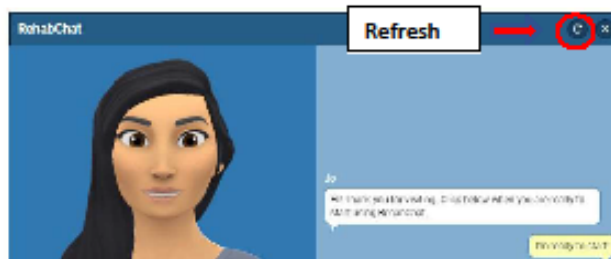 RehabChat
Refresh
Jo
Hi! Thank you for visiting. Click below when you are ready to
start using Rehabchat.
I'm ready to start!